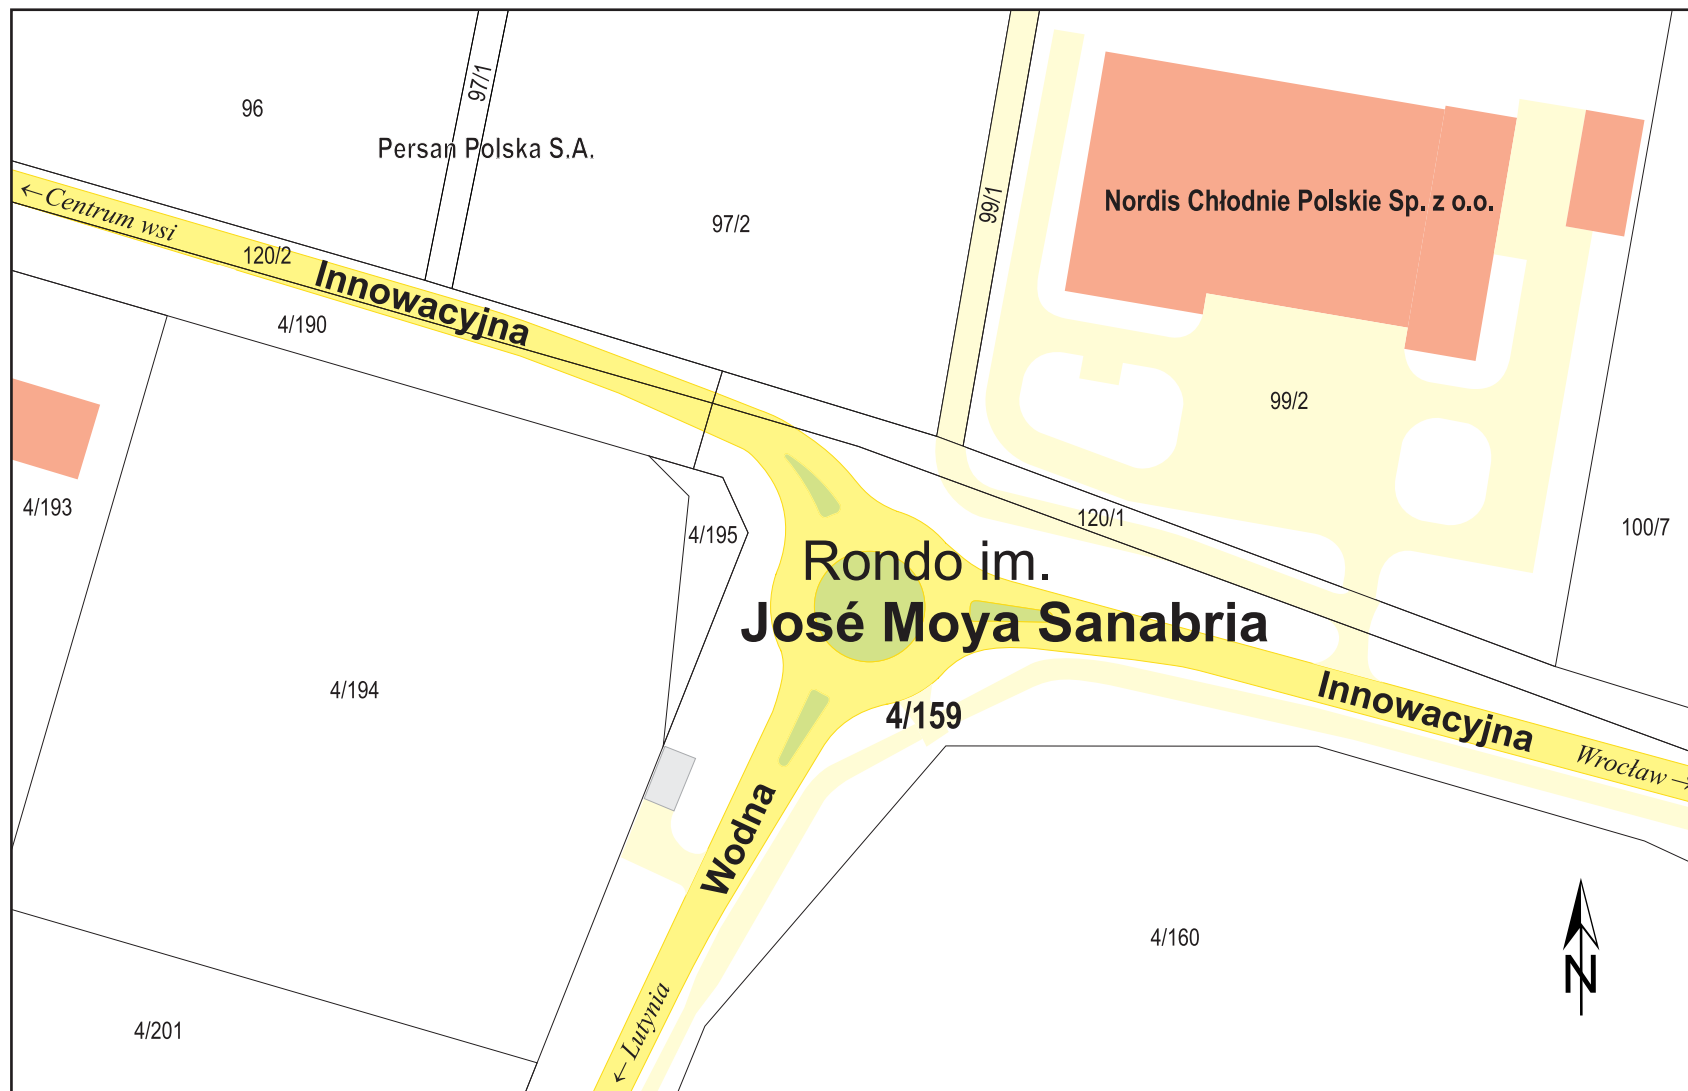 96
97/1
Persan Polska S.A.
97/2
99/1
Nordis Chłodnie Polskie Sp. z o.o.
← Centrum wsi
120/2
Innowacyjna
4/190
99/2
4/193
4/195
120/1
100/7
Rondo im.
José Moya Sanabria
4/194
4/159
Innowacyjna
Wrocław →
Wodna
4/160
N
← Lutynia
4/201